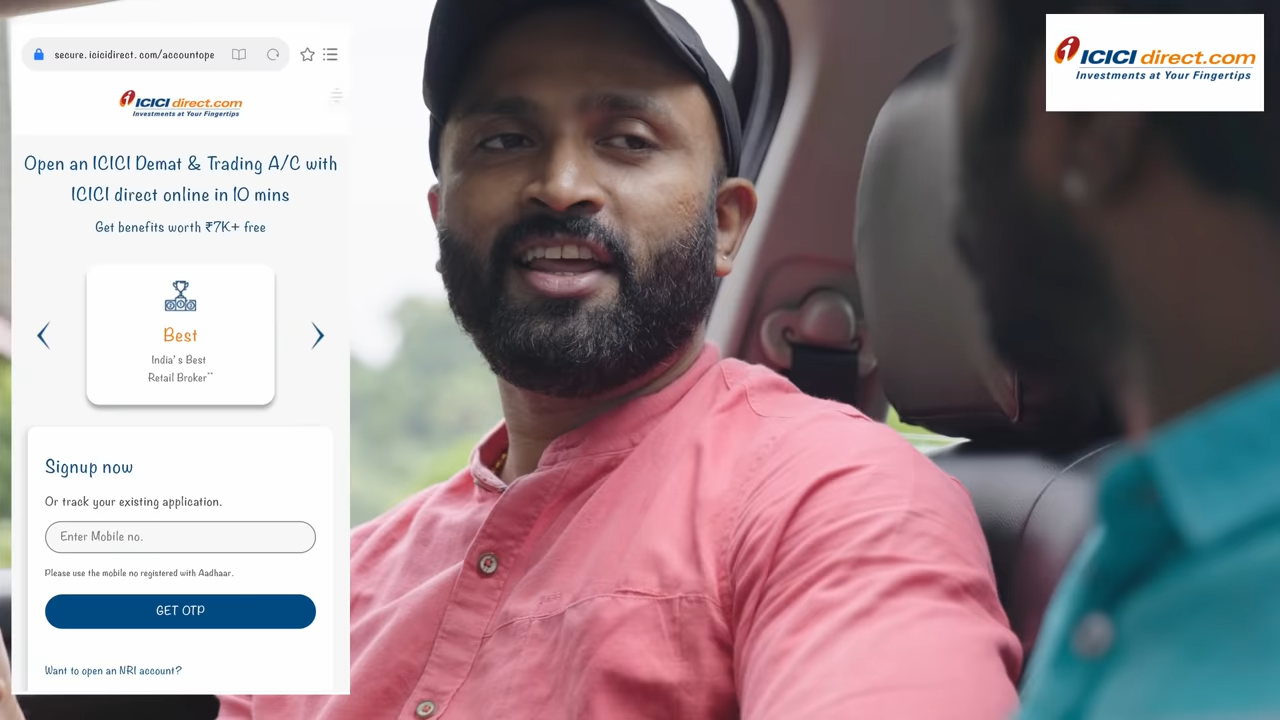 secure.icicidirect.com/accountope
ICICI direct.com
Investments at Your Fingertips
Open an ICICI Demat & Trading A/C with
ICICI direct online in 10 mins
Get benefits worth ₹7K+ free
Best
India's Best
Retail Broker**
Signup now
Or track your existing application.
Enter Mobile no.
Please use the mobile no registered with Aadhaar.
GET OTP
Want to open an NRI account?
ICICI direct.com
Investments at Your Fingertips